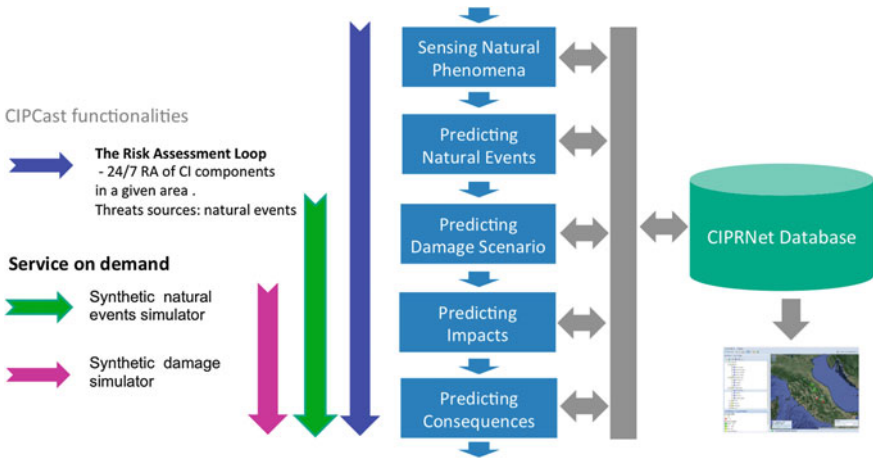 CIPCast functionalities
The Risk Assessment Loop
- 24/7 RA of CI components
in a given area .
Threats sources: natural events
Service on demand
Synthetic natural
events simulator
Synthetic damage
simulator
Sensing Natural
Phenomena
Predicting
Natural Events
Predicting
Damage Scenario
Predicting
Impacts
Predicting
Consequences
CIPRNet Database